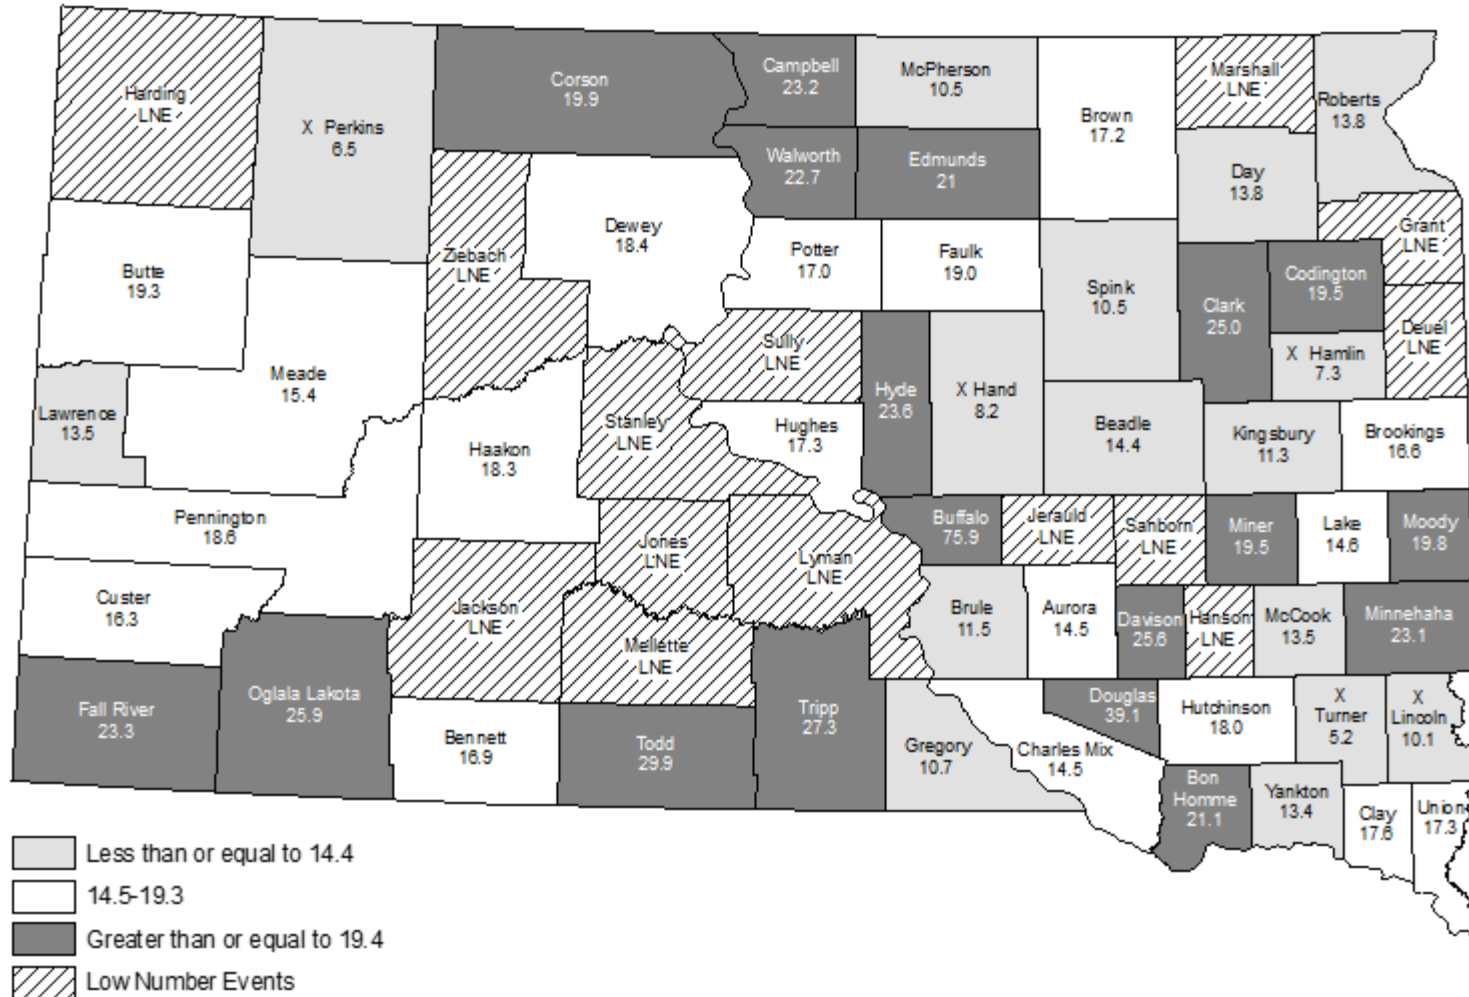 Harding
LNE
X Perkins
6.5
Corson
19.9
Campbell
23.2
McPherson
10.5
Brown
17.2
Marshall
LNE
Roberts
13.8
Walworth
22.7
Edmunds
21
Day
13.8
Grant
LNE
Butte
19.3
Ziebach
LNE
Dewey
18.4
Potter
17.0
Faulk
19.0
Spink
10.5
Clark
25.0
Codington
19.5
Deuel
LNE
Meade
15.4
Sully
LNE
X Hamlin
7.3
Lawrence
13.5
Haakon
18.3
Stanley
LNE
Hughes
17.3
Hyde
23.6
X Hand
8.2
Beadle
14.4
Kingsbury
11.3
Brookings
16.6
Pennington
18.6
Jones
LNE
Lyman
LNE
Buffalo
75.9
Jerauld
LNE
Sanborn
LNE
Miner
19.5
Lake
14.6
Moody
19.8
Custer
16.3
Jackson
LNE
Mellette
LNE
Brule
11.5
Aurora
14.5
Davison
25.6
Hanson
LNE
McCook
13.5
Minnehaha
23.1
Fall River
23.3
Oglala Lakota
25.9
Bennett
16.9
Todd
29.9
Tripp
27.3
Gregory
10.7
Charles Mix
14.5
Douglas
39.1
Hutchinson
18.0
X
Turner
5.2
X
Lincoln
10.1
Bon
Homme
21.1
Yankton
13.4
Clay
17.6
Union
17.3
Less than or equal to 14.4
14.5-19.3
Greater than or equal to 19.4
Low Number Events